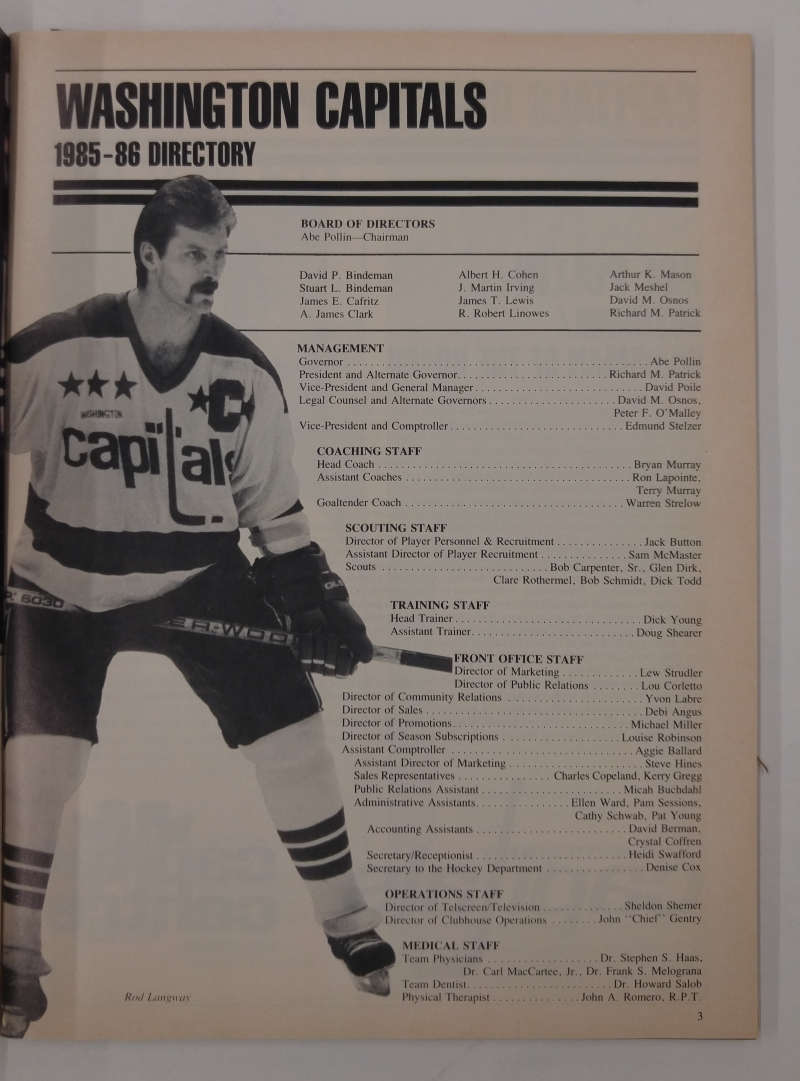 WASHINGTON CAPITALS
1985-86 DIRECTORY
BOARD OF DIRECTORS
Abe Pollin—Chairman
David P. Bindeman Albert H. Cohen Arthur K. Mason
Stuart L. Bindeman J. Martin Irving Jack Meshel
James E. Cafritz James T. Lewis David M. Osnos
A. James Clark R. Robert Linowes Richard M. Patrick
MANAGEMENT
Governor . . . . . . . . . . Abe Pollin
President and Alternate Governor . . . . . . . . . . Richard M. Patrick
Vice-President and General Manager . . . . . . . . . . David Poile
Legal Counsel and Alternate Governors . . . . . . . . . . David M. Osnos,
Peter F. O'Malley
Vice-President and Comptroller . . . . . . . . . . Edmund Stelzer
COACHING STAFF
Head Coach . . . . . . . . . . Bryan Murray
Assistant Coaches . . . . . . . . . . Ron Lapointe,
Terry Murray
Goaltender Coach . . . . . . . . . . Warren Strelow
SCOUTING STAFF
Director of Player Personnel & Recruitment . . . . . . . . . . Jack Button
Assistant Director of Player Recruitment . . . . . . . . . . Sam McMaster
Scouts . . . . . . . . . . Bob Carpenter, Sr., Glen Dirk,
Clare Rothermel, Bob Schmidt, Dick Todd
TRAINING STAFF
Head Trainer . . . . . . . . . . Dick Young
Assistant Trainer . . . . . . . . . . Doug Shearer
FRONT OFFICE STAFF
Director of Marketing . . . . . . . . . . Lew Strudler
Director of Public Relations . . . . . . . . Lou Corletto
Director of Community Relations . . . . . . . . . . Yvon Labre
Director of Sales . . . . . . . . . . Debi Angus
Director of Promotions . . . . . . . . . . Michael Miller
Director of Season Subscriptions . . . . . . . . . . Louise Robinson
Assistant Comptroller . . . . . . . . . . Aggie Ballard
Assistant Director of Marketing . . . . . . . . . . Steve Hines
Sales Representatives . . . . . . . . . . Charles Copeland, Kerry Gregg
Public Relations Assistant . . . . . . . . . . Micah Buchdahl
Administrative Assistants . . . . . . . . . . Ellen Ward, Pam Sessions,
Cathy Schwab, Pat Young
Accounting Assistants . . . . . . . . . . David Berman,
Crystal Coffren
Secretary/Receptionist . . . . . . . . . . Heidi Swafford
Secretary to the Hockey Department . . . . . . . . . . Denise Cox
OPERATIONS STAFF
Director of Telscreen/Television . . . . . . . . . . Sheldon Shemer
Director of Clubhouse Operations . . . . . . . . John "Chief" Gentry
MEDICAL STAFF
Team Physicians . . . . . . . . . . Dr. Stephen S. Haas,
Dr. Carl MacCartee, Jr., Dr. Frank S. Melograna
Team Dentist . . . . . . . . . . Dr. Howard Salob
Physical Therapist . . . . . . . . . . John A. Romero, R.P.T.
C
WASHINGTON
capitals
6030
Rod Langway
3